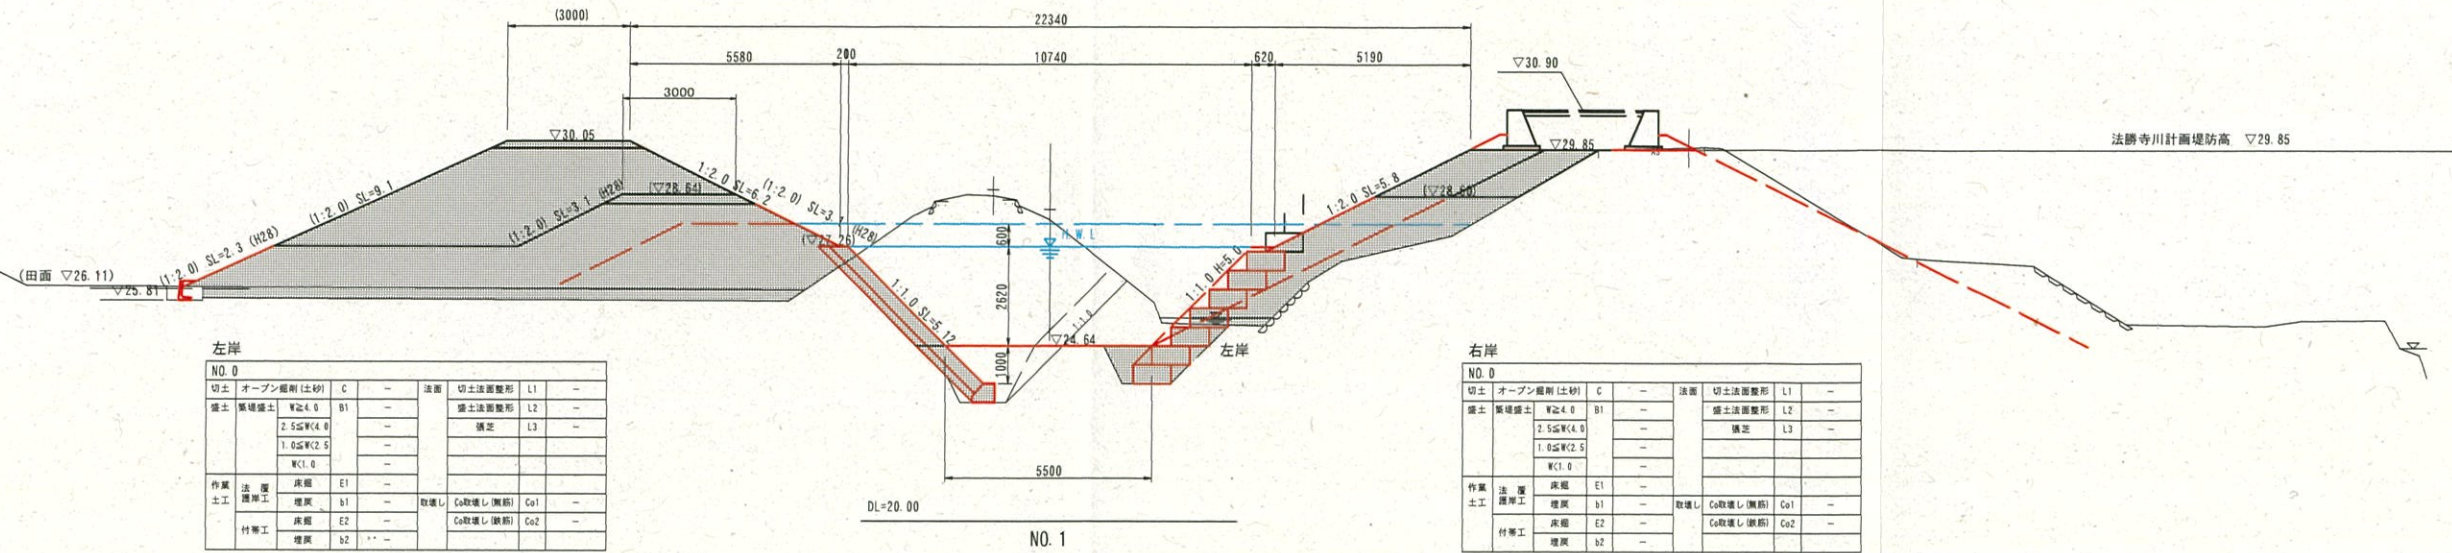 (3000)
22340
5580
200
10740
620
5190
3000
▽30.90
▽30.05
▽29.85
法勝寺川計画堤防高 ▽29.85
(1:2.0) SL=9.1
1:2.0 SL=6.2
(▽28.64)
(1:2.0) SL=3.1 (H28)
(1:2.0) SL=3.1 (H28)
1:2.0 SL=5.8
(1:2.0) SL=2.3 (H28)
H.W.L
600
(田面 ▽26.11)
▽25.81
1:1.0 SL=5.12
2620
1:1.0 H=5.0
1:1.0
▽24.64
1000
左岸
5500
DL=20.00
NO. 1
左岸
NO. 0
切土 オープン掘削(土砂) C − 法面 切土法面整形 L1 −
盛土 築堤盛土 W≧4.0 B1 − 盛土法面整形 L2 −
2.5≦W<4.0 − 張芝 L3 −
1.0≦W<2.5 −
W<1.0 −
作業土工 法覆護岸工 床掘 E1 −
埋戻 b1 − 取壊し Co取壊し(無筋) Co1 −
付帯工 床掘 E2 − Co取壊し(鉄筋) Co2 −
埋戻 b2 −
右岸
NO. 0
切土 オープン掘削(土砂) C − 法面 切土法面整形 L1 −
盛土 築堤盛土 W≧4.0 B1 − 盛土法面整形 L2 −
2.5≦W<4.0 − 張芝 L3 −
1.0≦W<2.5 −
W<1.0 −
作業土工 法覆護岸工 床掘 E1 −
埋戻 b1 − 取壊し Co取壊し(無筋) Co1 −
付帯工 床掘 E2 − Co取壊し(鉄筋) Co2 −
埋戻 b2 −